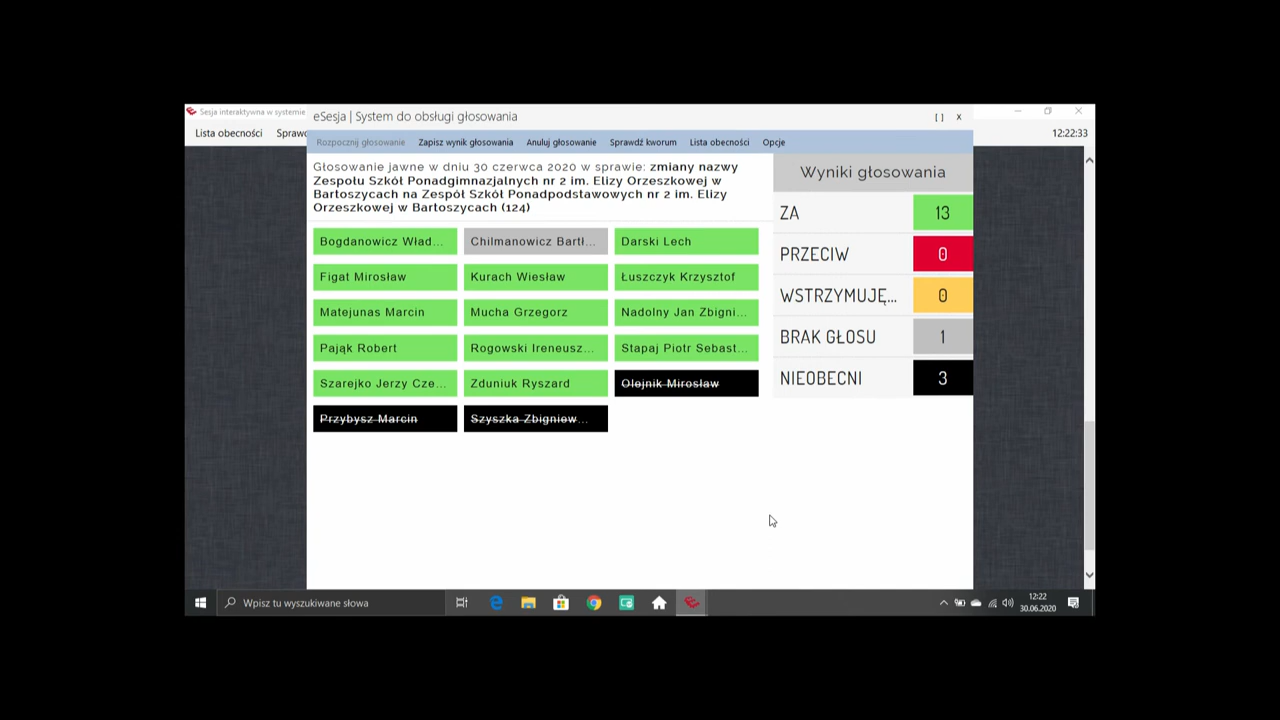 Sesja interaktywna w systemie
eSesja | System do obsługi głosowania
[ ] x
Lista obecności
12:22:33
Rozpocznij głosowanie Zapisz wynik głosowania Anuluj głosowanie Sprawdź kworum Lista obecności Opcje
Głosowanie jawne w dniu 30 czerwca 2020 w sprawie: zmiany nazwy
Zespołu Szkół Ponadgimnazjalnych nr 2 im. Elizy Orzeszkowej w
Bartoszycach na Zespół Szkół Ponadpodstawowych nr 2 im. Elizy
Orzeszkowej w Bartoszycach (124)
Bogdanowicz Wład... Chilmanowicz Bartł... Darski Lech
Figat Mirosław Kurach Wiesław Łuszczyk Krzysztof
Matejunas Marcin Mucha Grzegorz Nadolny Jan Zbigni...
Pająk Robert Rogowski Ireneusz... Stapaj Piotr Sebast...
Szarejko Jerzy Cze... Zduniuk Ryszard Olejnik Mirosław
Przybysz Marcin Szyszka Zbigniew...
Wyniki głosowania
ZA 13
PRZECIW 0
WSTRZYMUJĘ... 0
BRAK GŁOSU 1
NIEOBECNI 3
Wpisz tu wyszukiwane słowa
12:22
30.06.2020